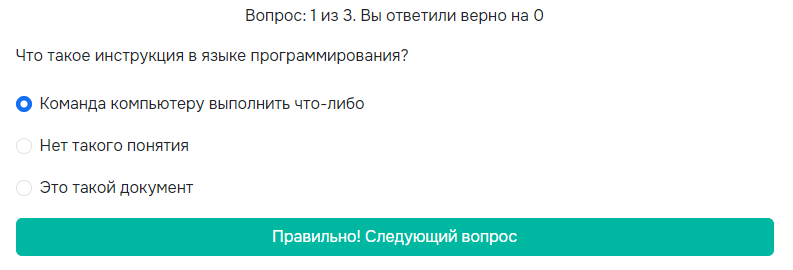 Вопрос: 1 из 3. Вы ответили верно на 0
Что такое инструкция в языке программирования?
Команда компьютеру выполнить что-либо
Нет такого понятия
Это такой документ
Правильно! Следующий вопрос